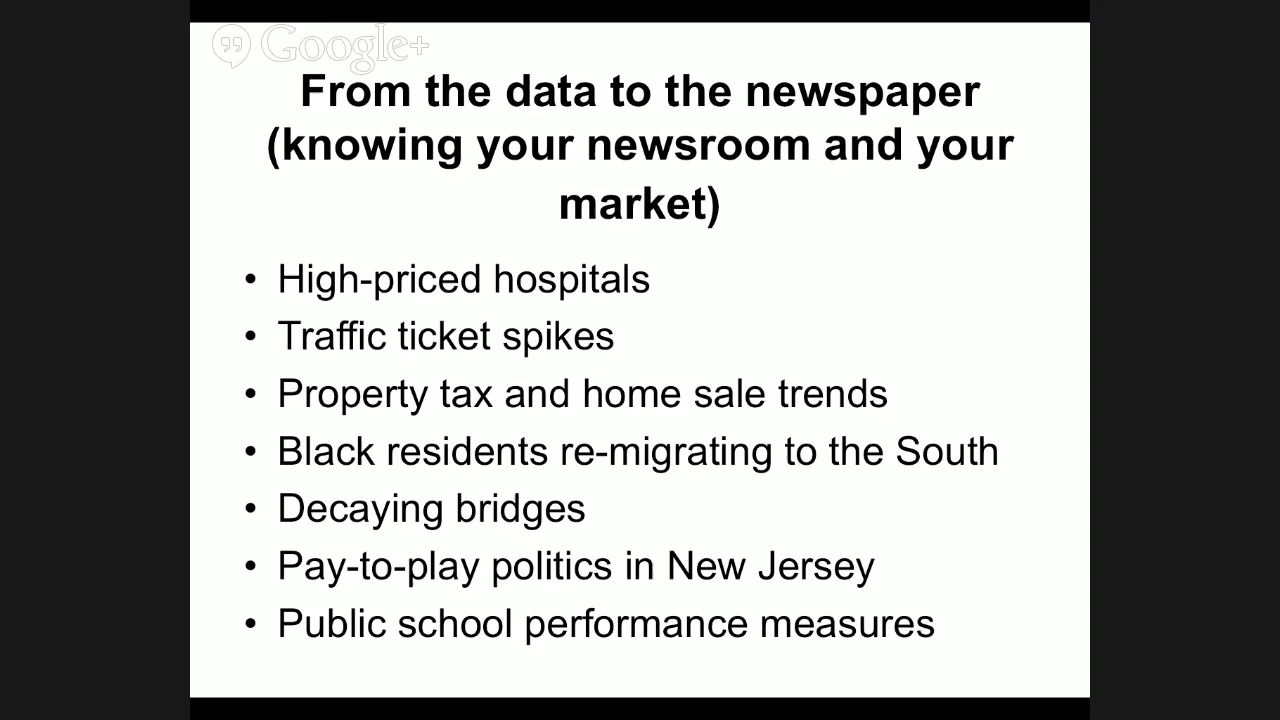 Google+
From the data to the newspaper
(knowing your newsroom and your
market)
• High-priced hospitals
• Traffic ticket spikes
• Property tax and home sale trends
• Black residents re-migrating to the South
• Decaying bridges
• Pay-to-play politics in New Jersey
• Public school performance measures